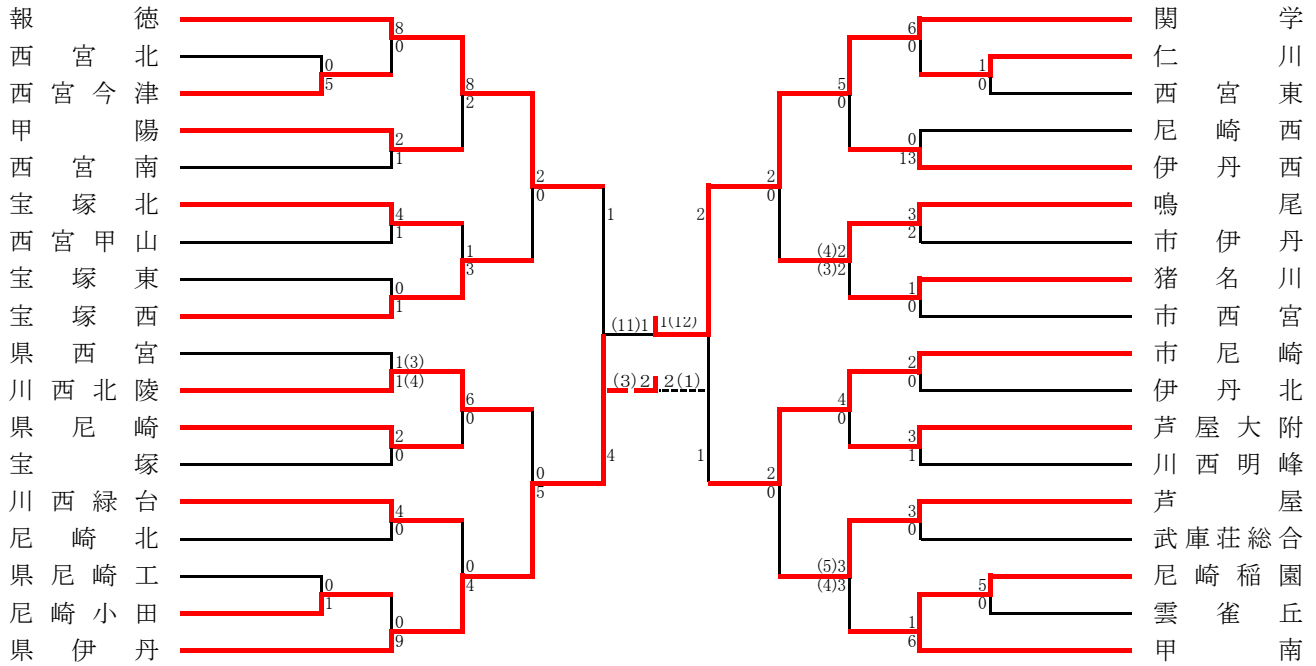 報徳
西宮北
西宮今津
甲陽
西宮南
宝塚北
西宮甲山
宝塚東
宝塚西
県西宮
川西北陵
県尼崎
宝塚
川西緑台
尼崎北
県尼崎工
尼崎小田
県伊丹
8
0
0
5
8
2
2
1
2
0
4
1
1
3
0
1
1
1(3)
1(4)
6
0
2
0
4
0
5
4
0
0
4
0
1
0
9
(11)1
1(12)
(3)2
2(1)
2
1
6
0
1
0
5
0
0
13
2
0
3
2
(4)2
(3)2
1
0
2
0
4
0
3
1
2
0
3
0
(5)3
(4)3
5
0
1
6
関学
仁川
西宮東
尼崎西
伊丹西
鳴尾
市伊丹
猪名川
市西宮
市尼崎
伊丹北
芦屋大附
川西明峰
芦屋
武庫荘総合
尼崎稲園
雲雀丘
甲南